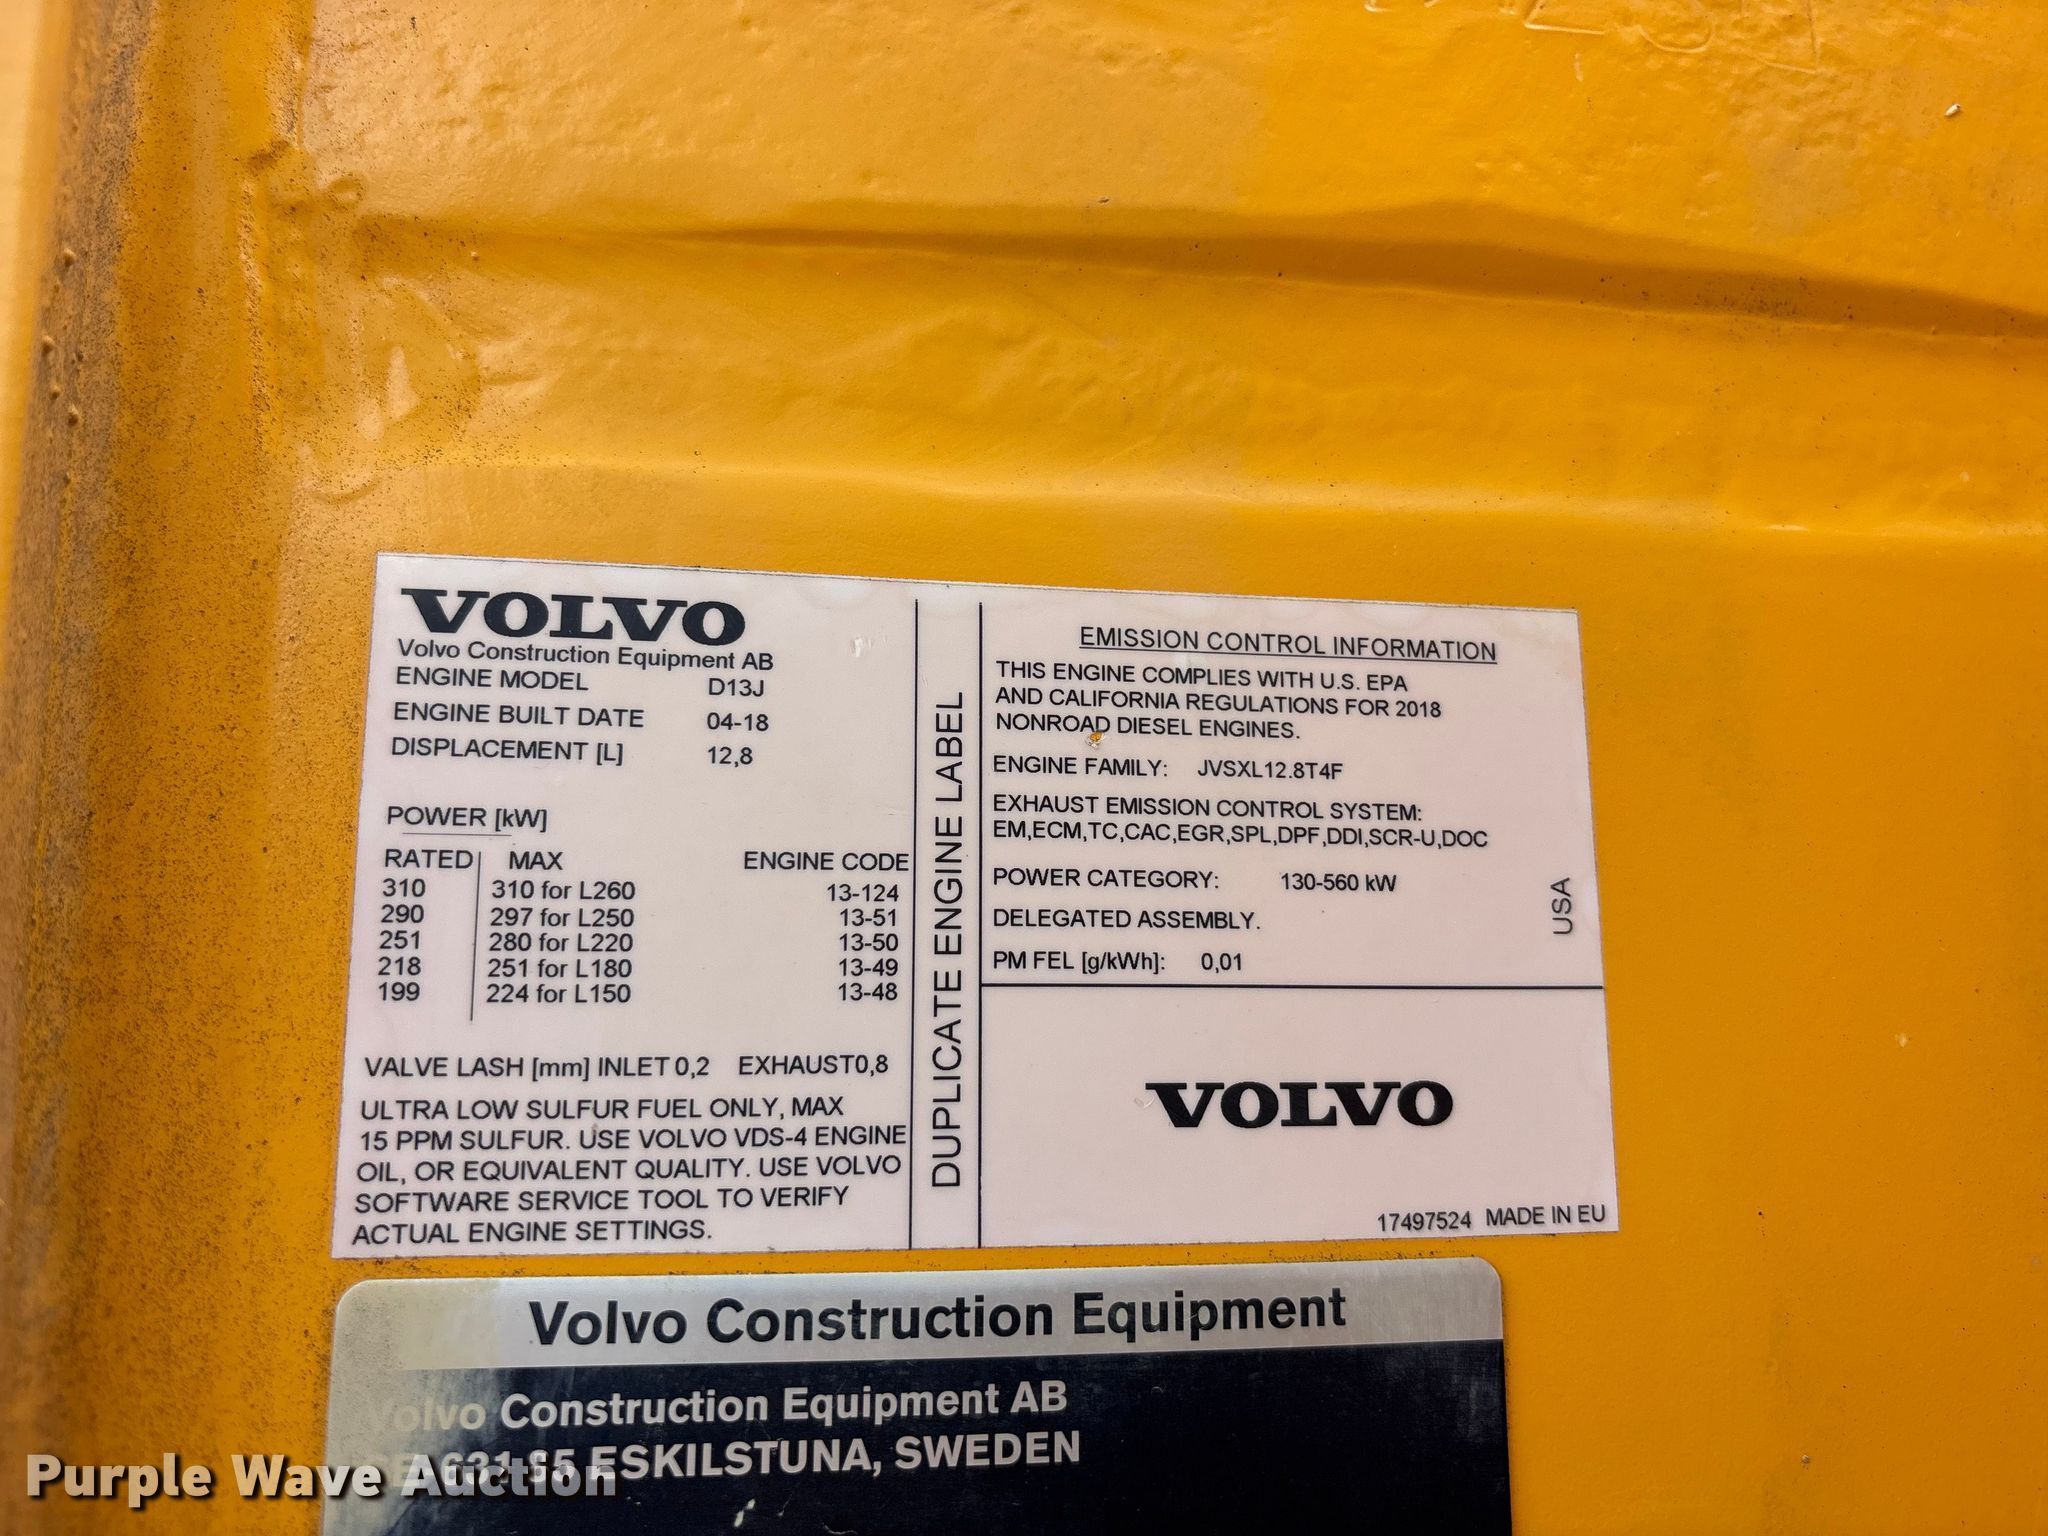 VOLVO
Volvo Construction Equipment AB
ENGINE MODEL D13J
ENGINE BUILT DATE 04-18
DISPLACEMENT [L] 12,8
POWER [kW]
RATED MAX ENGINE CODE
310 310 for L260 13-124
290 297 for L250 13-51
251 280 for L220 13-50
218 251 for L180 13-49
199 224 for L150 13-48
VALVE LASH [mm] INLET 0,2 EXHAUST0,8
ULTRA LOW SULFUR FUEL ONLY, MAX
15 PPM SULFUR. USE VOLVO VDS-4 ENGINE
OIL, OR EQUIVALENT QUALITY. USE VOLVO
SOFTWARE SERVICE TOOL TO VERIFY
ACTUAL ENGINE SETTINGS.
DUPLICATE ENGINE LABEL
EMISSION CONTROL INFORMATION
THIS ENGINE COMPLIES WITH U.S. EPA
AND CALIFORNIA REGULATIONS FOR 2018
NONROAD DIESEL ENGINES.
ENGINE FAMILY: JVSXL12.8T4F
EXHAUST EMISSION CONTROL SYSTEM:
EM,ECM,TC,CAC,EGR,SPL,DPF,DDI,SCR-U,DOC
POWER CATEGORY: 130-560 kW
DELEGATED ASSEMBLY.
PM FEL [g/kWh]: 0,01
USA
VOLVO
17497524 MADE IN EU
Volvo Construction Equipment
Volvo Construction Equipment AB
ESKILSTUNA, SWEDEN
Purple Wave Auction